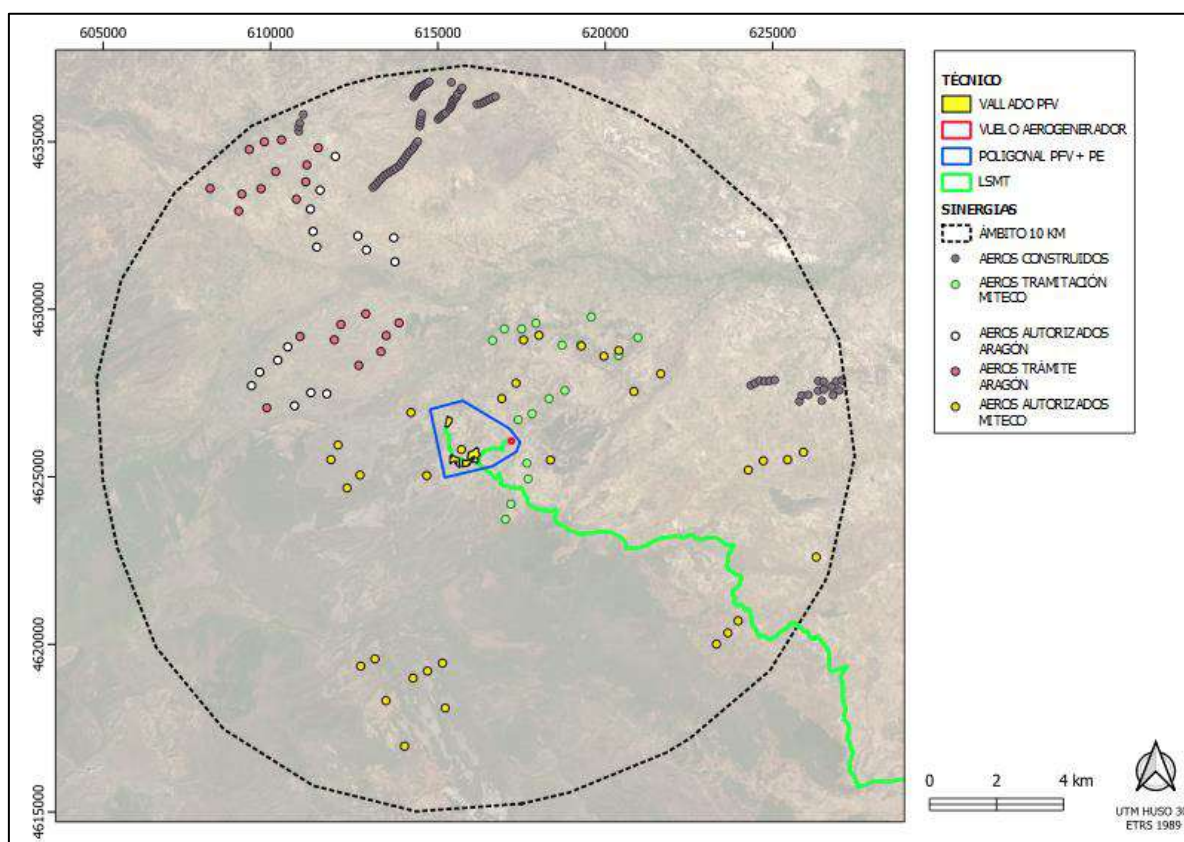 605000 610000 615000 620000 625000
4635000
4630000
4625000
4620000
4615000
TÉCNICO
VALLADO PFV
VUELO AEROGENERADOR
POLIGONAL PFV + PE
LSMT
SINERGIAS
ÁMBITO 10 KM
AEROS CONSTRUIDOS
AEROS TRAMITACIÓN
MITECO
AEROS AUTORIZADOS
ARAGÓN
AEROS TRÁMITE
ARAGÓN
AEROS AUTORIZADOS
MITECO
0 2 4 km
UTM HUSO 30
ETRS 1989